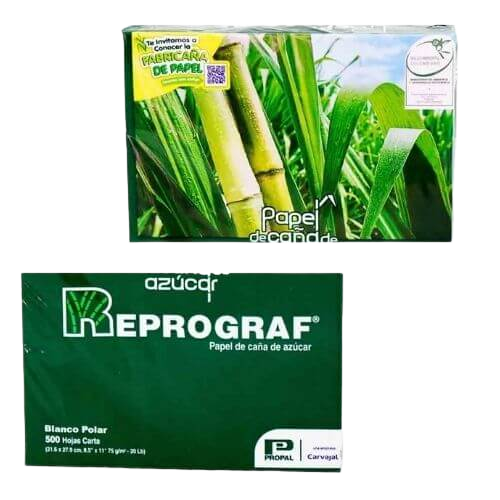 Te Invitamos a
Conocer la
FABRICAÑA
DE PAPEL
Papel
de caña de
azúcar
REPROGRAF®
Papel de caña de azúcar
Blanco Polar
500 Hojas Carta
(21.6 x 27.9 cm, 8.5" x 11" 75 g/m² - 20 Lb)
PROPAL
Carvajal